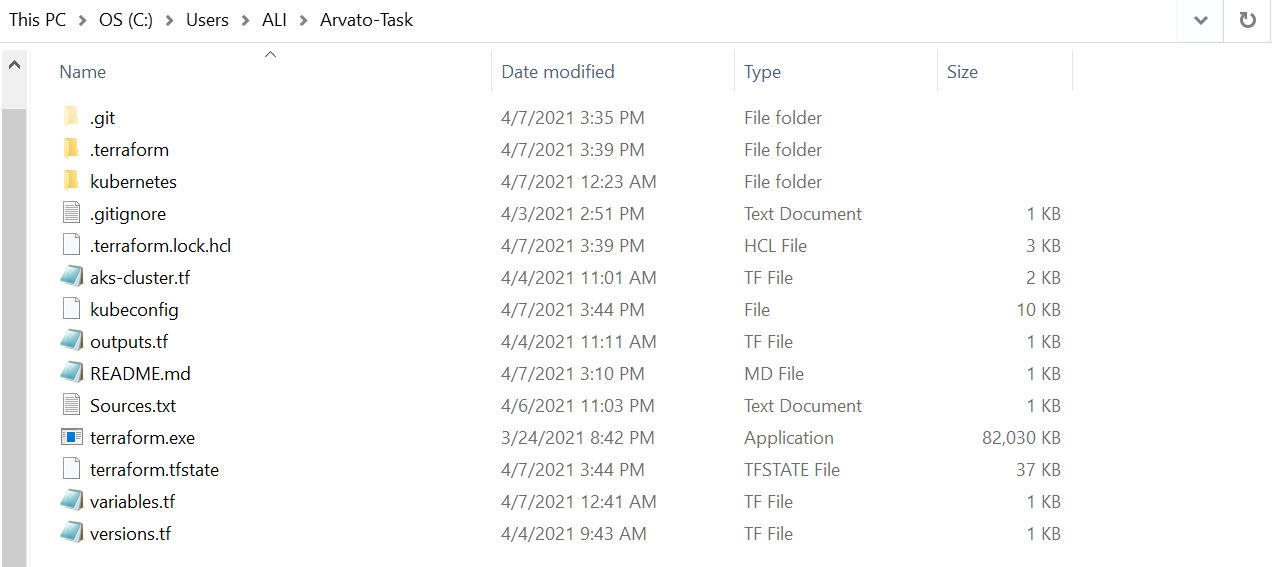 This PC > OS (C:) > Users > ALI > Arvato-Task
Name Date modified Type Size
.git 4/7/2021 3:35 PM File folder
.terraform 4/7/2021 3:39 PM File folder
kubernetes 4/7/2021 12:23 AM File folder
.gitignore 4/3/2021 2:51 PM Text Document 1 KB
.terraform.lock.hcl 4/7/2021 3:39 PM HCL File 3 KB
aks-cluster.tf 4/4/2021 11:01 AM TF File 2 KB
kubeconfig 4/7/2021 3:44 PM File 10 KB
outputs.tf 4/4/2021 11:11 AM TF File 1 KB
README.md 4/7/2021 3:10 PM MD File 1 KB
Sources.txt 4/6/2021 11:03 PM Text Document 1 KB
terraform.exe 3/24/2021 8:42 PM Application 82,030 KB
terraform.tfstate 4/7/2021 3:44 PM TFSTATE File 37 KB
variables.tf 4/7/2021 12:41 AM TF File 1 KB
versions.tf 4/4/2021 9:43 AM TF File 1 KB